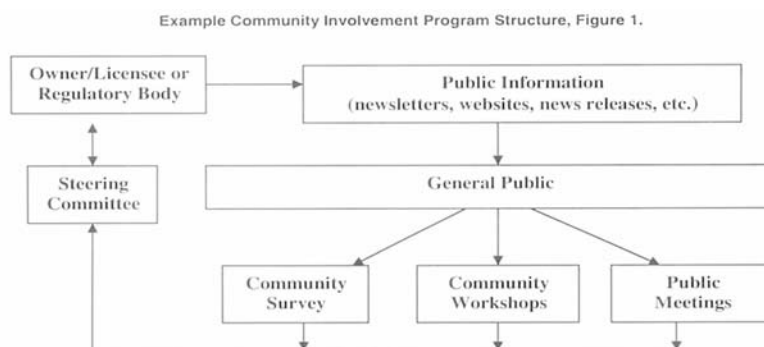 Example Community Involvement Program Structure, Figure 1.
Owner/Licensee or
Regulatory Body
Public Information
(newsletters, websites, news releases, etc.)
Steering
Committee
General Public
Community
Survey
Community
Workshops
Public
Meetings